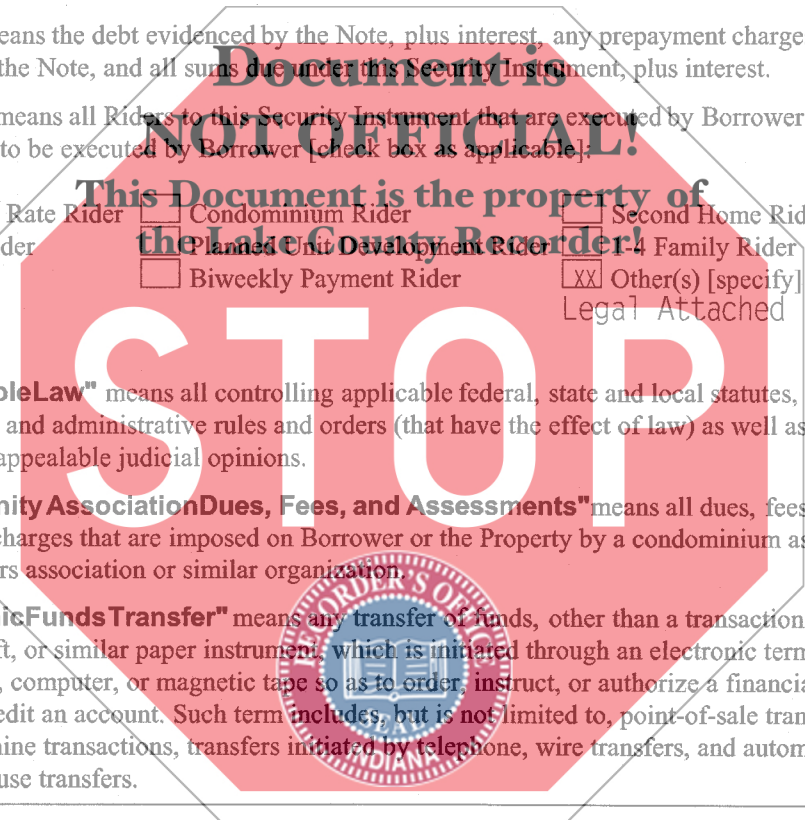 eans the debt evidenced by the Note, plus interest, any prepayment charge
the Note, and all sums due under this Security Instrument, plus interest.
Document is
means all Riders to this Security Instrument that are executed by Borrower
NOT OFFICIAL!
to be executed by Borrower [check box as applicable]:
This Document is the property of
Rate Rider Condominium Rider Second Home Rid
the Lake County Recorder!
der Planned Unit Development Rider 1-4 Family Rider
Biweekly Payment Rider XX Other(s) [specify]
Legal Attached
STOP
bleLaw" means all controlling applicable federal, state and local statutes,
and administrative rules and orders (that have the effect of law) as well as
appealable judicial opinions.
nity AssociationDues, Fees, and Assessments"means all dues, fees
charges that are imposed on Borrower or the Property by a condominium as
rs association or similar organization.
RECORDER'S OFFICE
nicFundsTransfer" means any transfer of funds, other than a transaction
ft, or similar paper instrument, which is initiated through an electronic term
, computer, or magnetic tape so as to order, instruct, or authorize a financia
edit an account. Such term includes, but is not limited to, point-of-sale tran
SEAL
ine transactions, transfers initiated by telephone, wire transfers, and autom
INDIANA
use transfers.